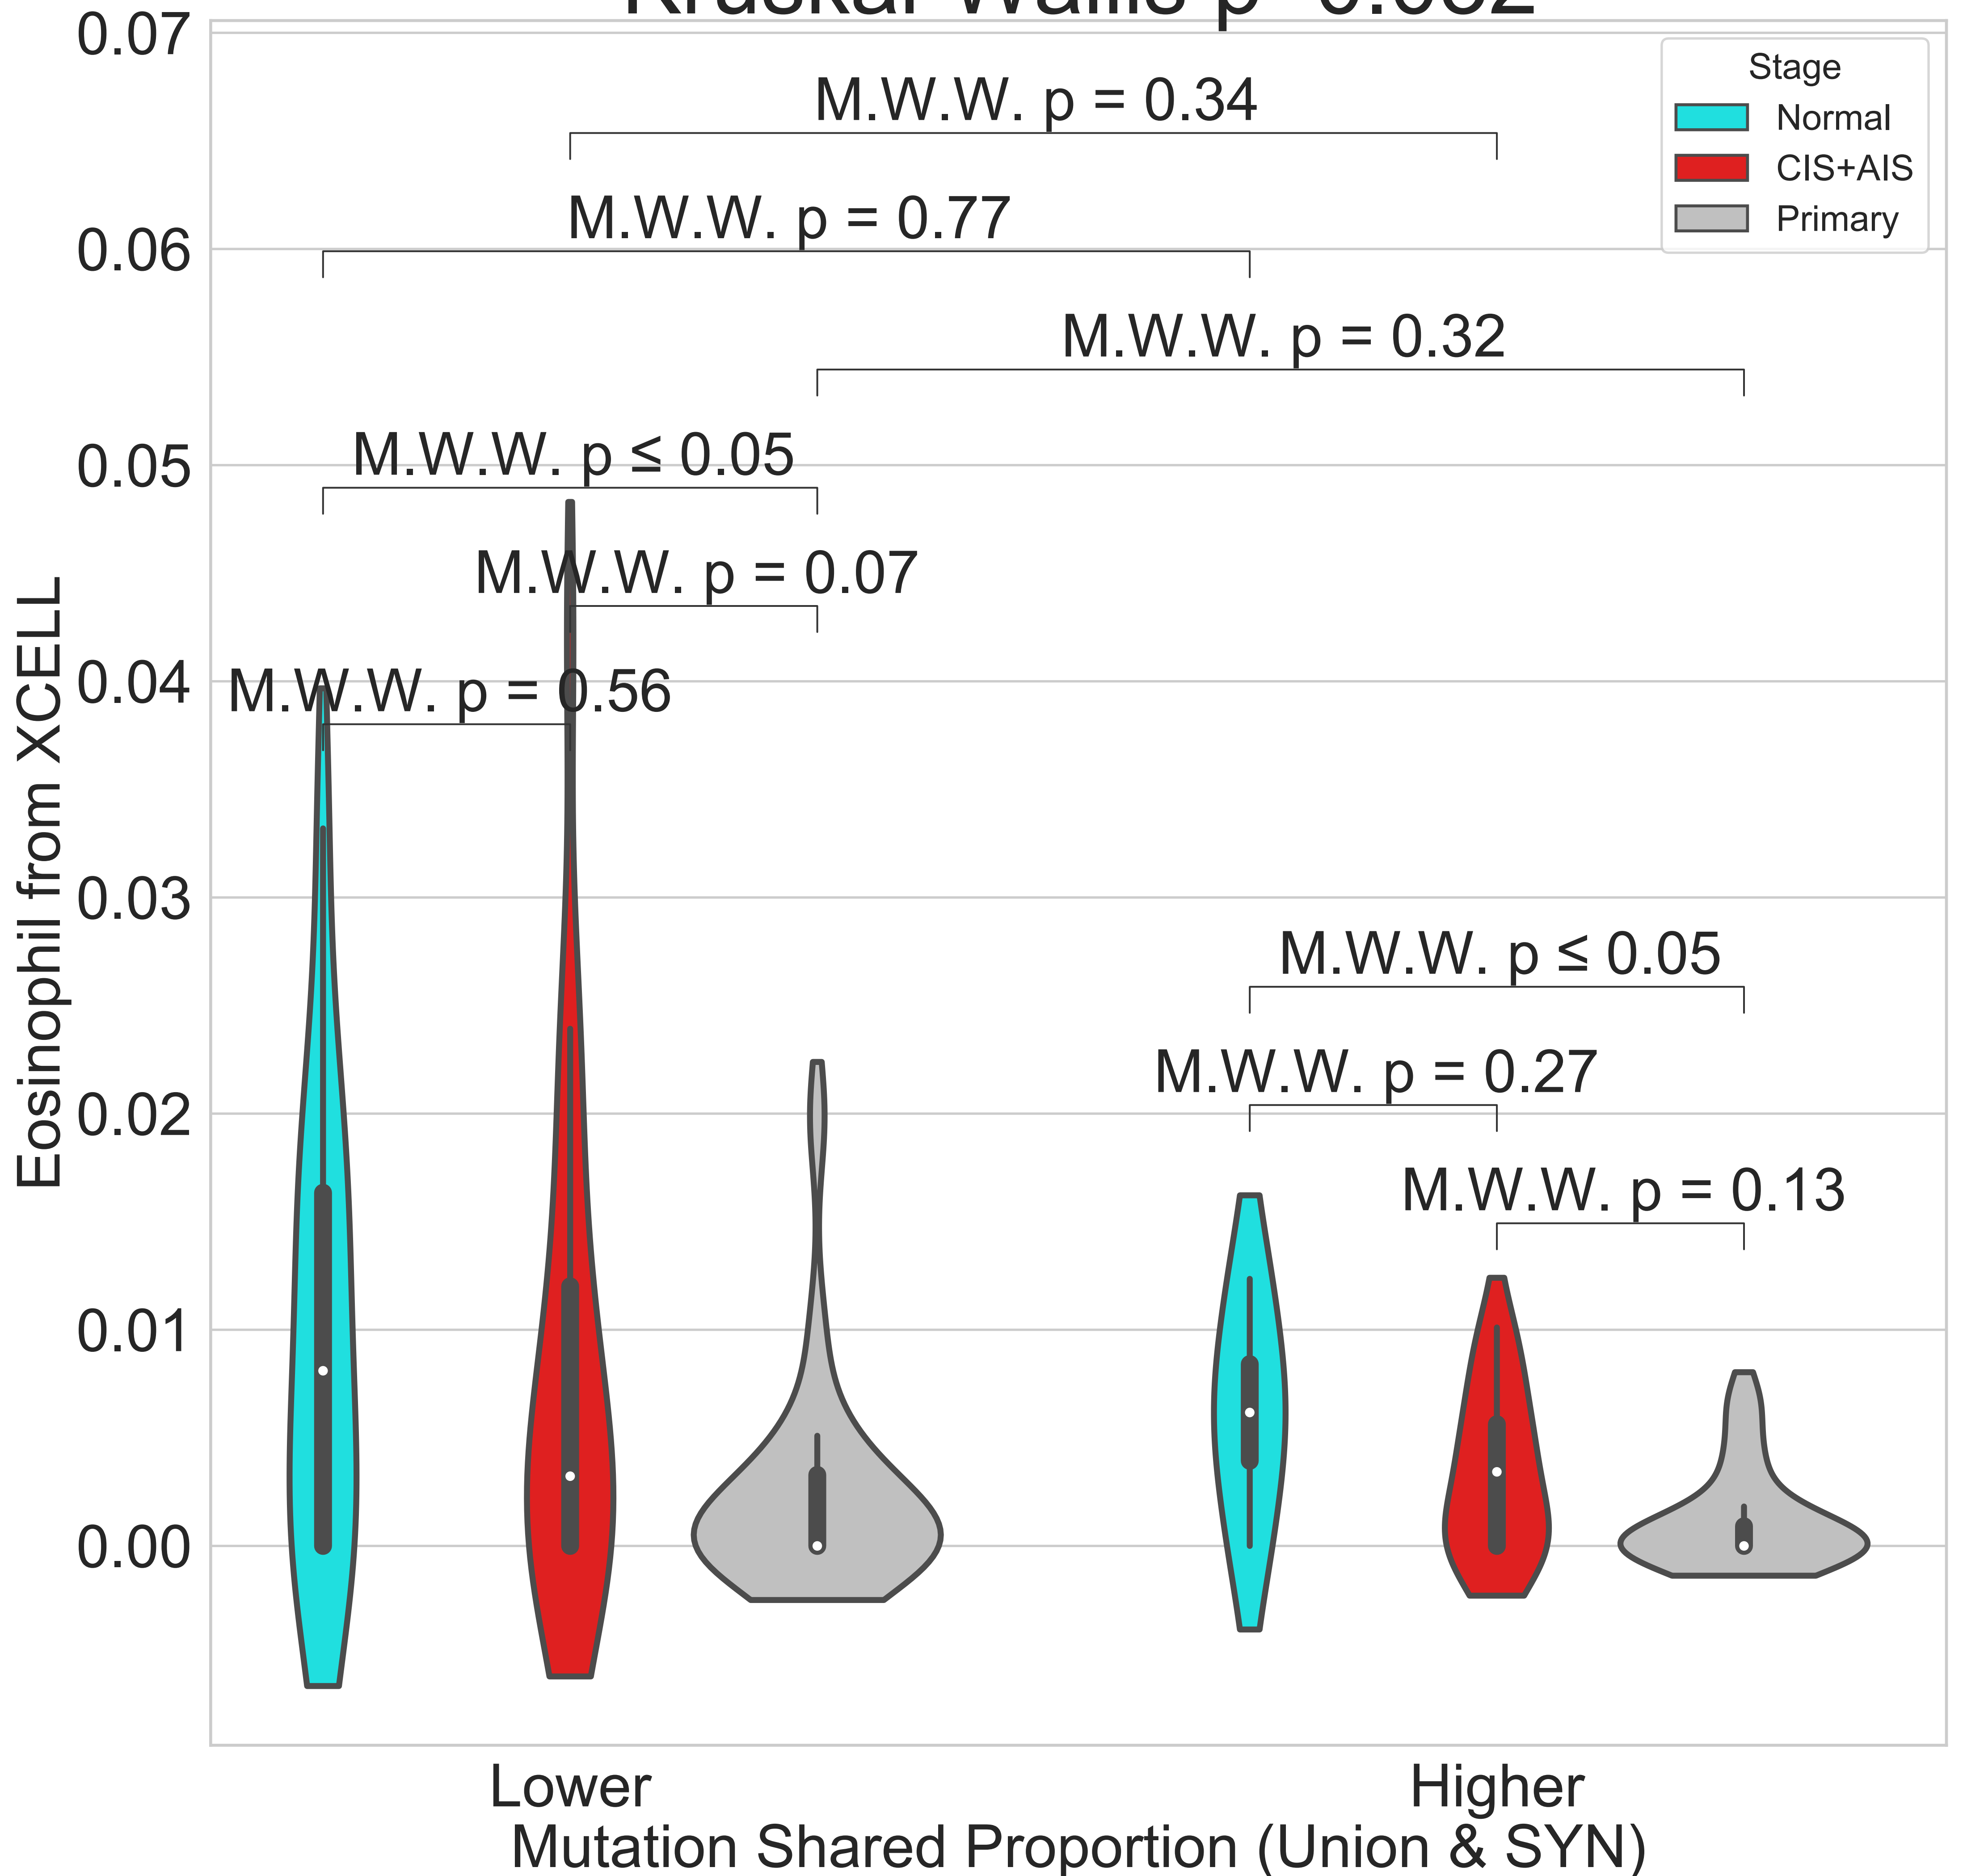 0.07
0.06
0.05
0.04
0.03
0.02
0.01
0.00
Eosinophil from XCELL
M.W.W. p = 0.34
M.W.W. p = 0.77
M.W.W. p = 0.32
M.W.W. p ≤ 0.05
M.W.W. p = 0.07
M.W.W. p = 0.56
M.W.W. p ≤ 0.05
M.W.W. p = 0.27
M.W.W. p = 0.13
Stage
Normal
CIS+AIS
Primary
Lower
Higher
Mutation Shared Proportion (Union & SYN)